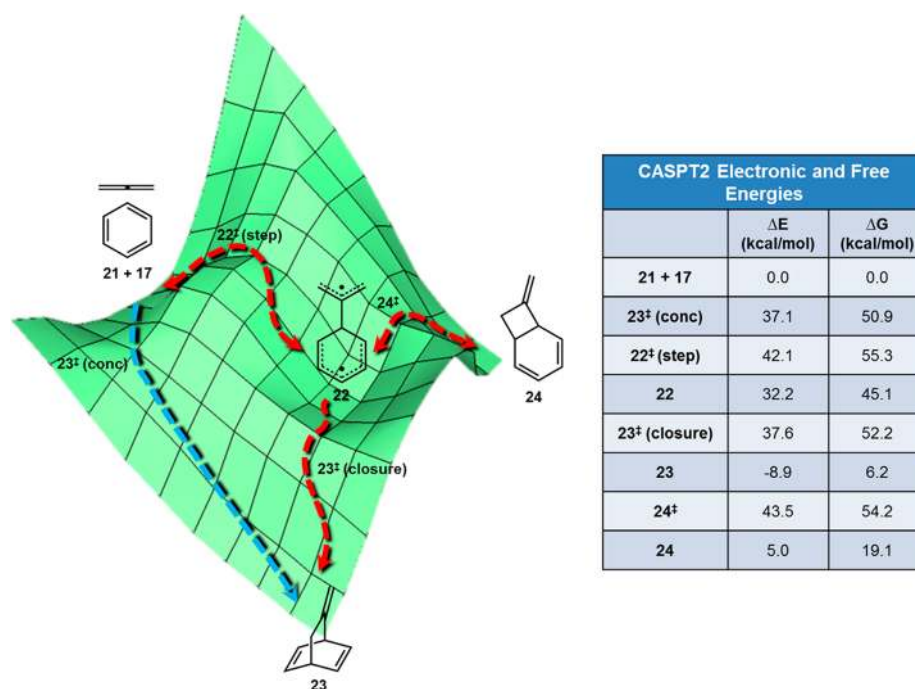 21 + 17
22‡ (step)
23‡ (conc)
22
24‡
24
23‡ (closure)
23
CASPT2 Electronic and Free
Energies
ΔE
(kcal/mol)
ΔG
(kcal/mol)
21 + 17 0.0 0.0
23‡ (conc) 37.1 50.9
22‡ (step) 42.1 55.3
22 32.2 45.1
23‡ (closure) 37.6 52.2
23 -8.9 6.2
24‡ 43.5 54.2
24 5.0 19.1